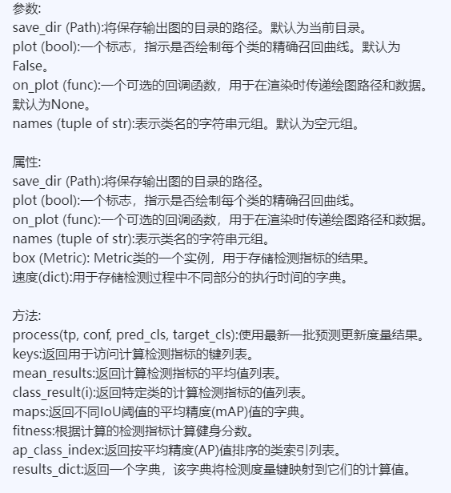 参数:
save_dir (Path):将保存输出图的目录的路径。默认为当前目录。
plot (bool):一个标志，指示是否绘制每个类的精确召回曲线。默认为
False。
on_plot (func):一个可选的回调函数，用于在渲染时传递绘图路径和数据。
默认为None。
names (tuple of str):表示类名的字符串元组。默认为空元组。
属性:
save_dir (Path):将保存输出图的目录的路径。
plot (bool):一个标志，指示是否绘制每个类的精确召回曲线。
on_plot (func):一个可选的回调函数，用于在渲染时传递绘图路径和数据。
names (tuple of str):表示类名的字符串元组。
box (Metric): Metric类的一个实例，用于存储检测指标的结果。
速度(dict):用于存储检测过程中不同部分的执行时间的字典。
方法:
process(tp, conf, pred_cls, target_cls):使用最新一批预测更新度量结果。
keys:返回用于访问计算检测指标的键列表。
mean_results:返回计算检测指标的平均值列表。
class_result(i):返回特定类的计算检测指标的值列表。
maps:返回不同IoU阈值的平均精度(mAP)值的字典。
fitness:根据计算的检测指标计算健身分数。
ap_class_index:返回按平均精度(AP)值排序的类索引列表。
results_dict:返回一个字典，该字典将检测度量键映射到它们的计算值。